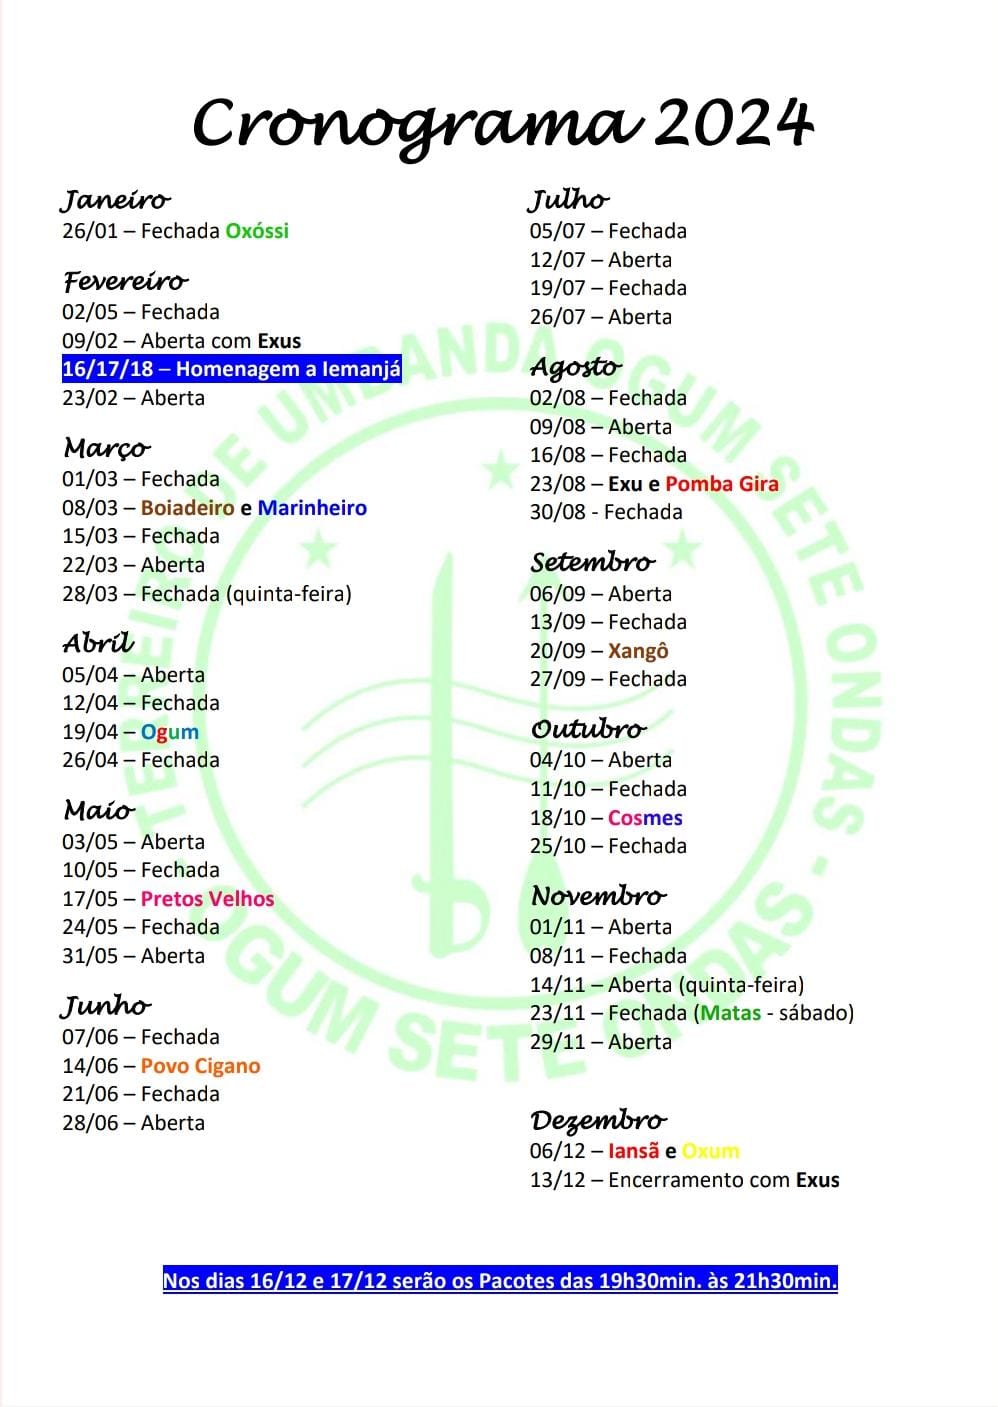 Cronograma 2024
Janeiro
26/01 – Fechada Oxóssi
Fevereiro
02/05 – Fechada
09/02 – Aberta com Exus
16/17/18 – Homenagem a Iemanjá
23/02 – Aberta
Março
01/03 – Fechada
08/03 – Boiadeiro e Marinheiro
15/03 – Fechada
22/03 – Aberta
28/03 – Fechada (quinta-feira)
Abril
05/04 – Aberta
12/04 – Fechada
19/04 – Ogum
26/04 – Fechada
Maio
03/05 – Aberta
10/05 – Fechada
17/05 – Pretos Velhos
24/05 – Fechada
31/05 – Aberta
Junho
07/06 – Fechada
14/06 – Povo Cigano
21/06 – Fechada
28/06 – Aberta
Julho
05/07 – Fechada
12/07 – Aberta
19/07 – Fechada
26/07 – Aberta
Agosto
02/08 – Fechada
09/08 – Aberta
16/08 – Fechada
23/08 – Exu e Pomba Gira
30/08 - Fechada
Setembro
06/09 – Aberta
13/09 – Fechada
20/09 – Xangô
27/09 – Fechada
Outubro
04/10 – Aberta
11/10 – Fechada
18/10 – Cosmes
25/10 – Fechada
Novembro
01/11 – Aberta
08/11 – Fechada
14/11 – Aberta (quinta-feira)
23/11 – Fechada (Matas - sábado)
29/11 – Aberta
Dezembro
06/12 – Iansã e Oxum
13/12 – Encerramento com Exus
Nos dias 16/12 e 17/12 serão os Pacotes das 19h30min. às 21h30min.
TERREIRO DE UMBANDA OGUM SETE ONDAS -
OGUM SETE ONDAS -